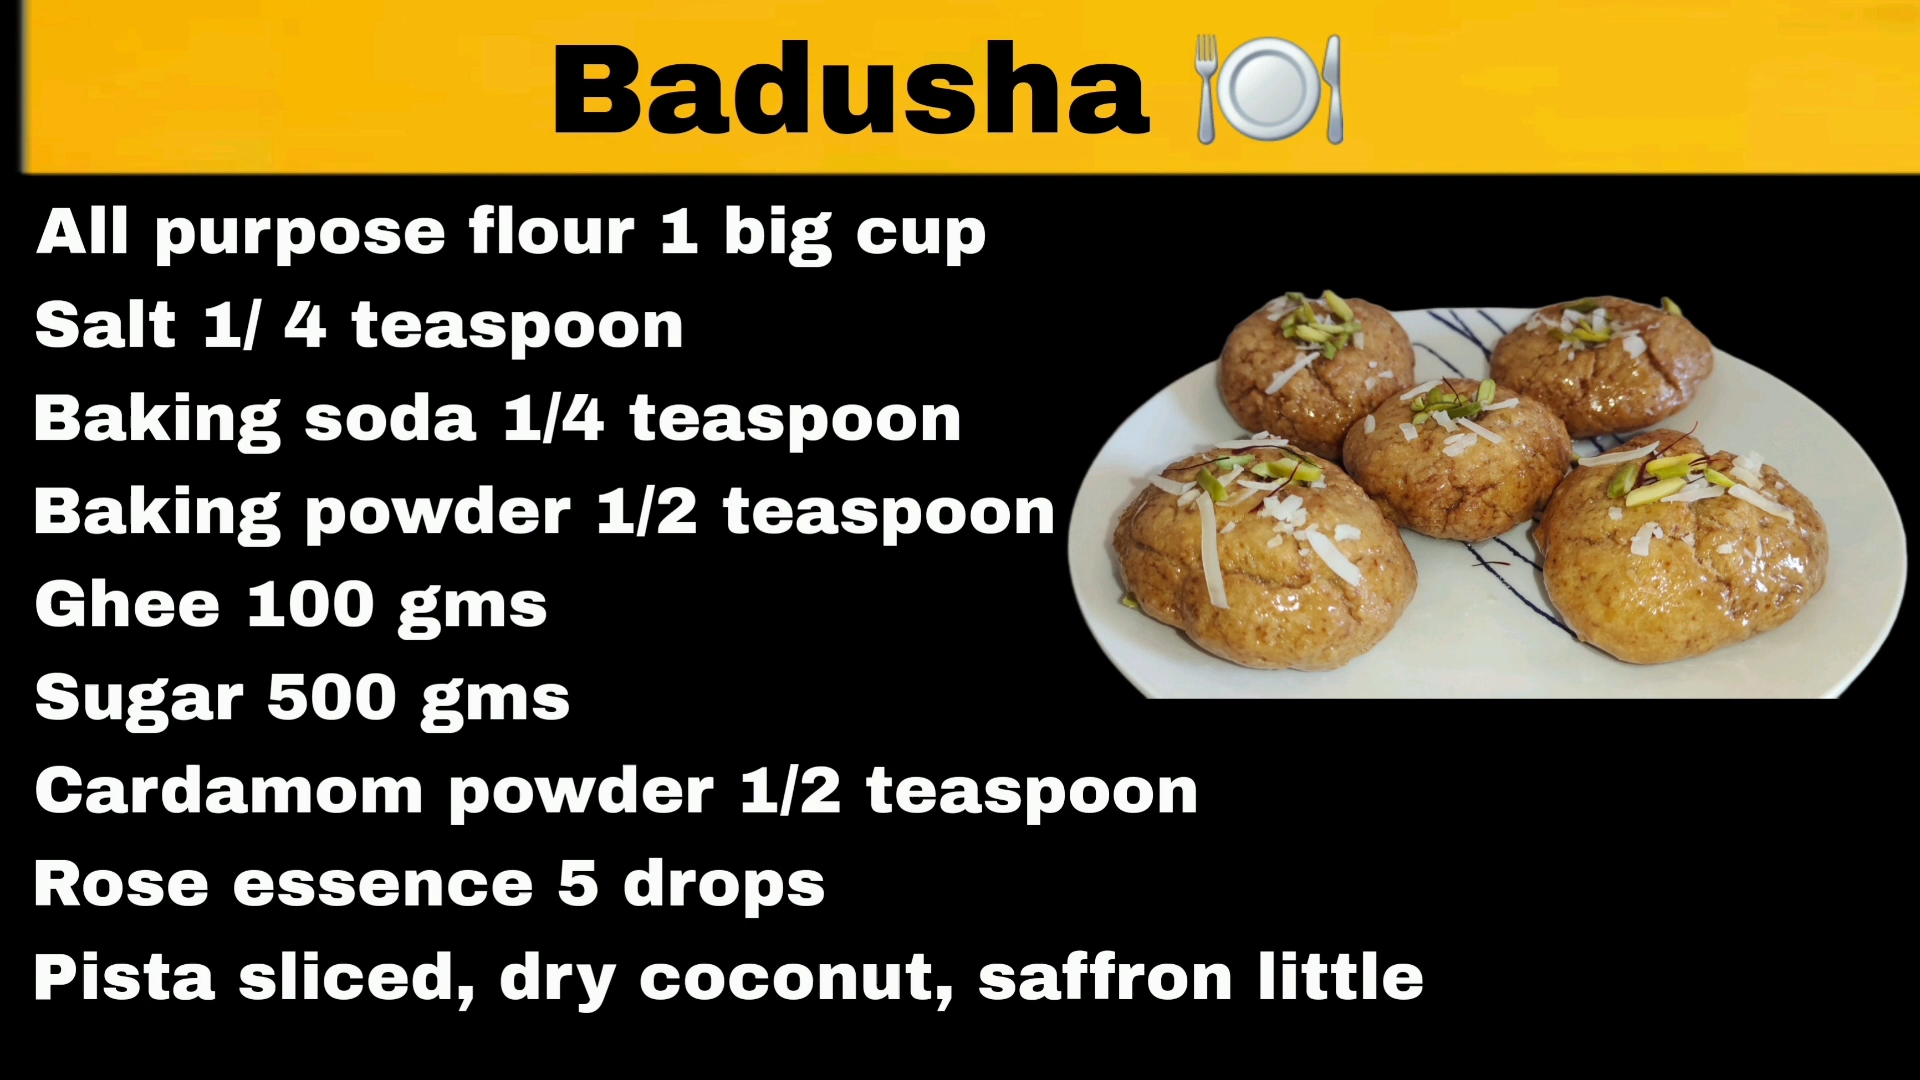 Badusha
All purpose flour 1 big cup
Salt 1/ 4 teaspoon
Baking soda 1/4 teaspoon
Baking powder 1/2 teaspoon
Ghee 100 gms
Sugar 500 gms
Cardamom powder 1/2 teaspoon
Rose essence 5 drops
Pista sliced, dry coconut, saffron little